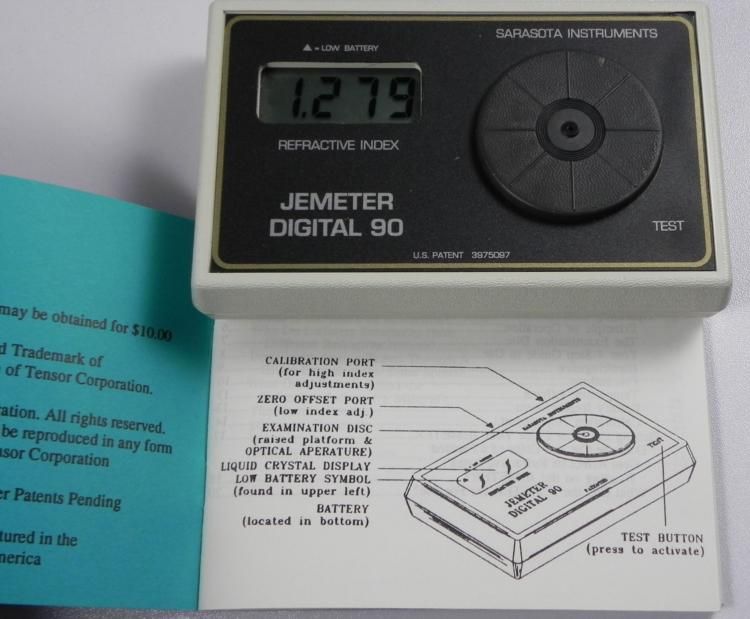 SARASOTA INSTRUMENTS
▲ = LOW BATTERY
1.279
REFRACTIVE INDEX
JEMETER
DIGITAL 90
TEST
U.S. PATENT 3975097
may be obtained for $10.00
d Trademark of
of Tensor Corporation.
ration. All rights reserved.
be reproduced in any form
nsor Corporation
er Patents Pending
tured in the
merica
CALIBRATION PORT
(for high index
adjustments)
ZERO OFFSET PORT
(low index adj.)
EXAMINATION DISC
(raised platform &
OPTICAL APERATURE)
LIQUID CRYSTAL DISPLAY
LOW BATTERY SYMBOL
(found in upper left)
BATTERY
(located in bottom)
SARASOTA INSTRUMENTS
TEST
JEMETER
DIGITAL 90
TEST BUTTON
(press to activate)